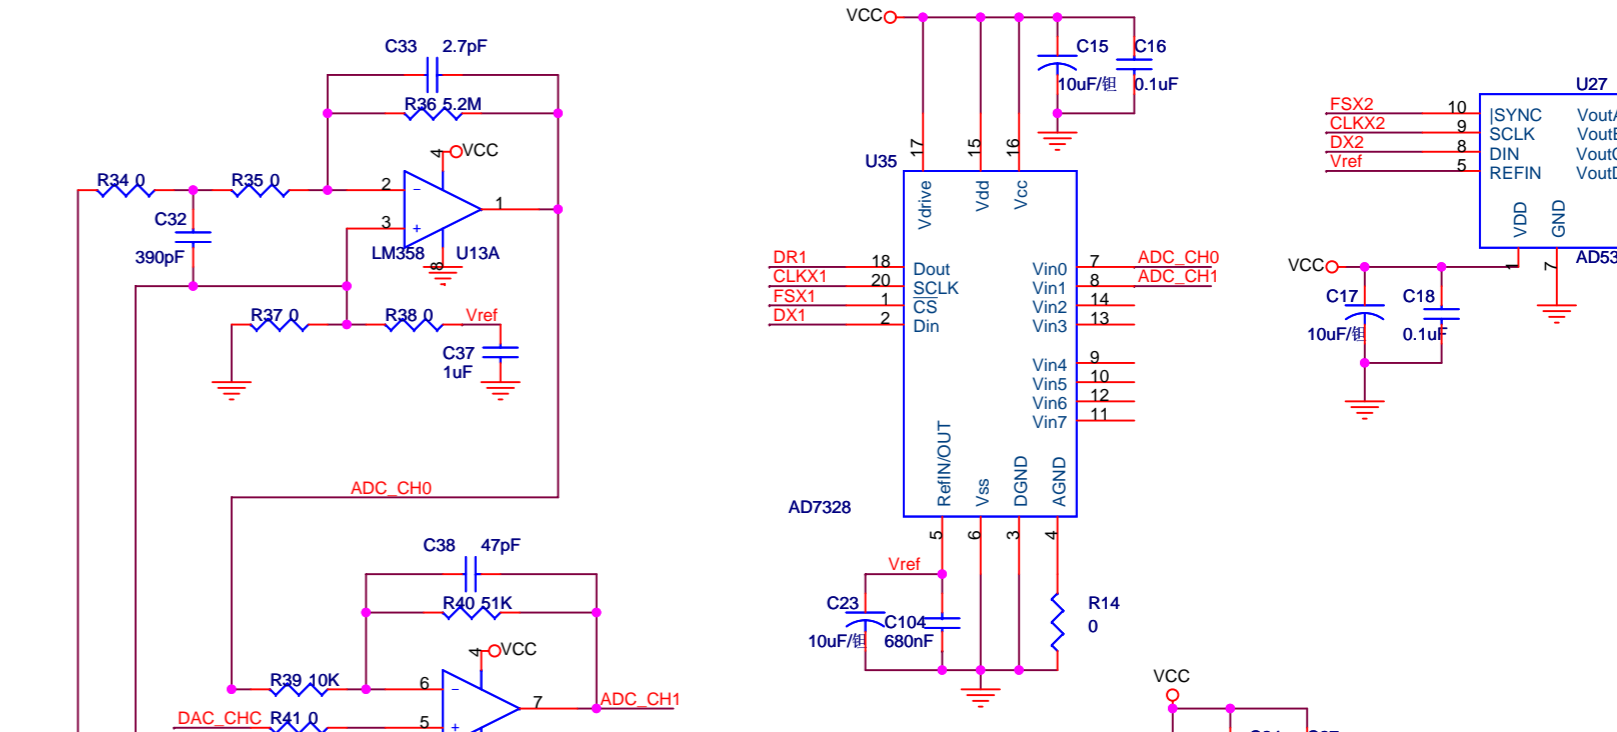 C33 2.7pF
R36 5.2M
4 VCC
R34 0
R35 0
2
−
3
+
1
C32
390pF
LM358 U13A
8
R37 0
R38 0
Vref
C37
1uF
ADC_CH0
C38 47pF
R40 51K
4 VCC
R39 10K
6
−
7
ADC_CH1
DAC_CHC R41 0
5
+
VCC
C15
10uF/钽
C16
0.1uF
17
15
16
U35
Vdrive
Vdd
Vcc
DR1 18 Dout
CLKX1 20 SCLK
FSX1 1 CS
DX1 2 Din
Vin0 7 ADC_CH0
Vin1 8 ADC_CH1
Vin2 14
Vin3 13
Vin4 9
Vin5 10
Vin6 12
Vin7 11
RefIN/OUT
Vss
DGND
AGND
AD7328
5
6
3
4
Vref
C23
10uF/钽
C104
680nF
R14
0
U27
FSX2 10 |SYNC VoutA
CLKX2 9 SCLK VoutB
DX2 8 DIN VoutC
Vref 5 REFIN VoutD
VDD
GND
AD53
VCC
1
7
C17
10uF/钽
C18
0.1uF
VCC